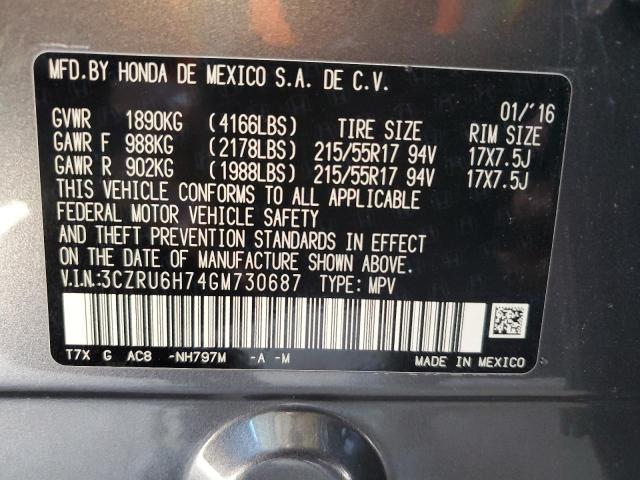 MFD.BY HONDA DE MEXICO S.A. DE C.V.
01/'16
GVWR 1890KG (4166LBS) TIRE SIZE RIM SIZE
GAWR F 988KG (2178LBS) 215/55R17 94V 17X7.5J
GAWR R 902KG (1988LBS) 215/55R17 94V 17X7.5J
THIS VEHICLE CONFORMS TO ALL APPLICABLE
FEDERAL MOTOR VEHICLE SAFETY
AND THEFT PREVENTION STANDARDS IN EFFECT
ON THE DATE OF MANUFACTURE SHOWN ABOVE.
V.I.N.:3CZRU6H74GM730687 TYPE: MPV
T7X G AC8 -NH797M -A -M MADE IN MEXICO